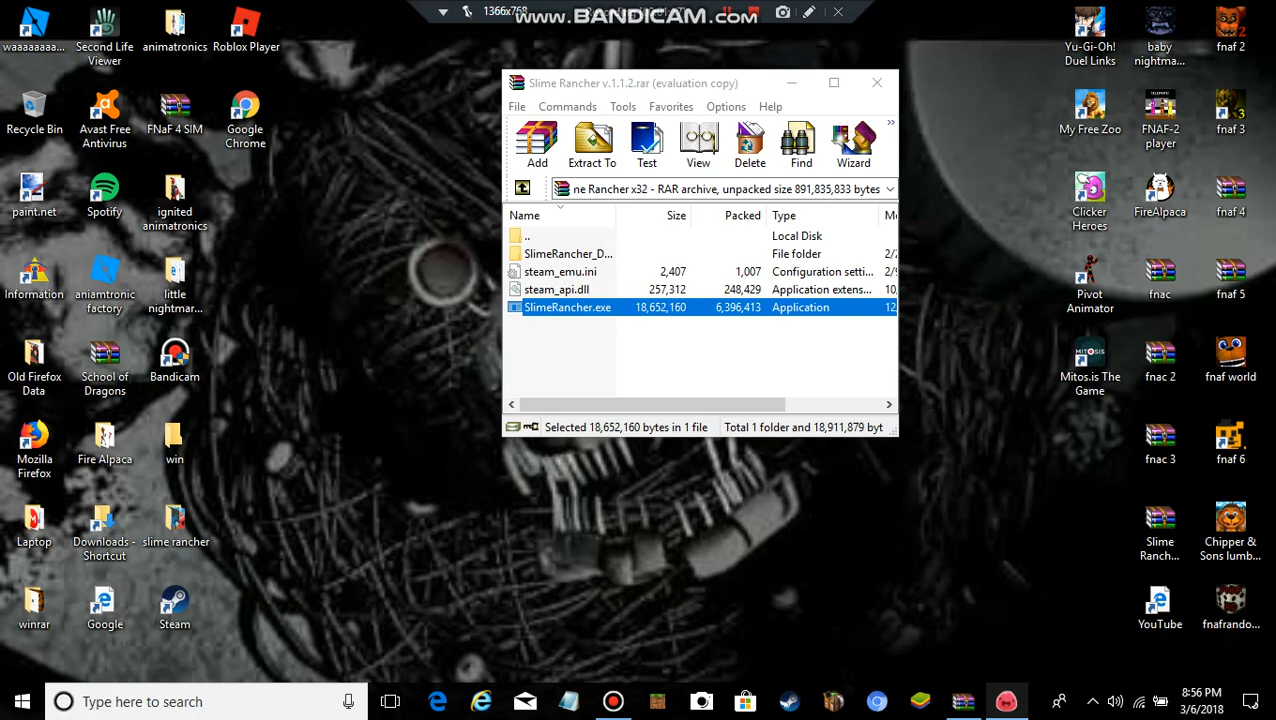 1366x768
www.BANDICAM.com
waaaaaaaa...
Second Life
Viewer
animatronics
Roblox Player
Yu-Gi-Oh!
Duel Links
baby
nightma...
fnaf 2
Slime Rancher v.1.1.2.rar (evaluation copy)
File Commands Tools Favorites Options Help
Recycle Bin
Avast Free
Antivirus
FNaF 4 SIM
Google
Chrome
Add Extract To Test View Delete Find Wizard
»
My Free Zoo
FNAF-2
player
fnaf 3
ne Rancher x32 - RAR archive, unpacked size 891,835,833 bytes
Name Size Packed Type
paint.net
Spotify
ignited
animatronics
Clicker
Heroes
FireAlpaca
fnaf 4
.. Local Disk
SlimeRancher_D... File folder 2/
steam_emu.ini 2,407 1,007 Configuration setti... 2/
steam_api.dll 257,312 248,429 Application extens... 10,
SlimeRancher.exe 18,652,160 6,396,413 Application 12,
Information
aniamtronic
factory
little
nightmar...
Pivot
Animator
fnac
fnaf 5
Old Firefox
Data
School of
Dragons
Bandicam
MITOSIS
Mitos.is The
Game
fnac 2
fnaf world
Selected 18,652,160 bytes in 1 file Total 1 folder and 18,911,879 byt
Mozilla
Firefox
Fire Alpaca
win
fnac 3
fnaf 6
Laptop
Downloads -
Shortcut
slime rancher
Slime
Ranch...
Chipper &
Sons lumb...
winrar
Google
Steam
YouTube
fnafrando...
Type here to search
:56 PM
3/6/2018